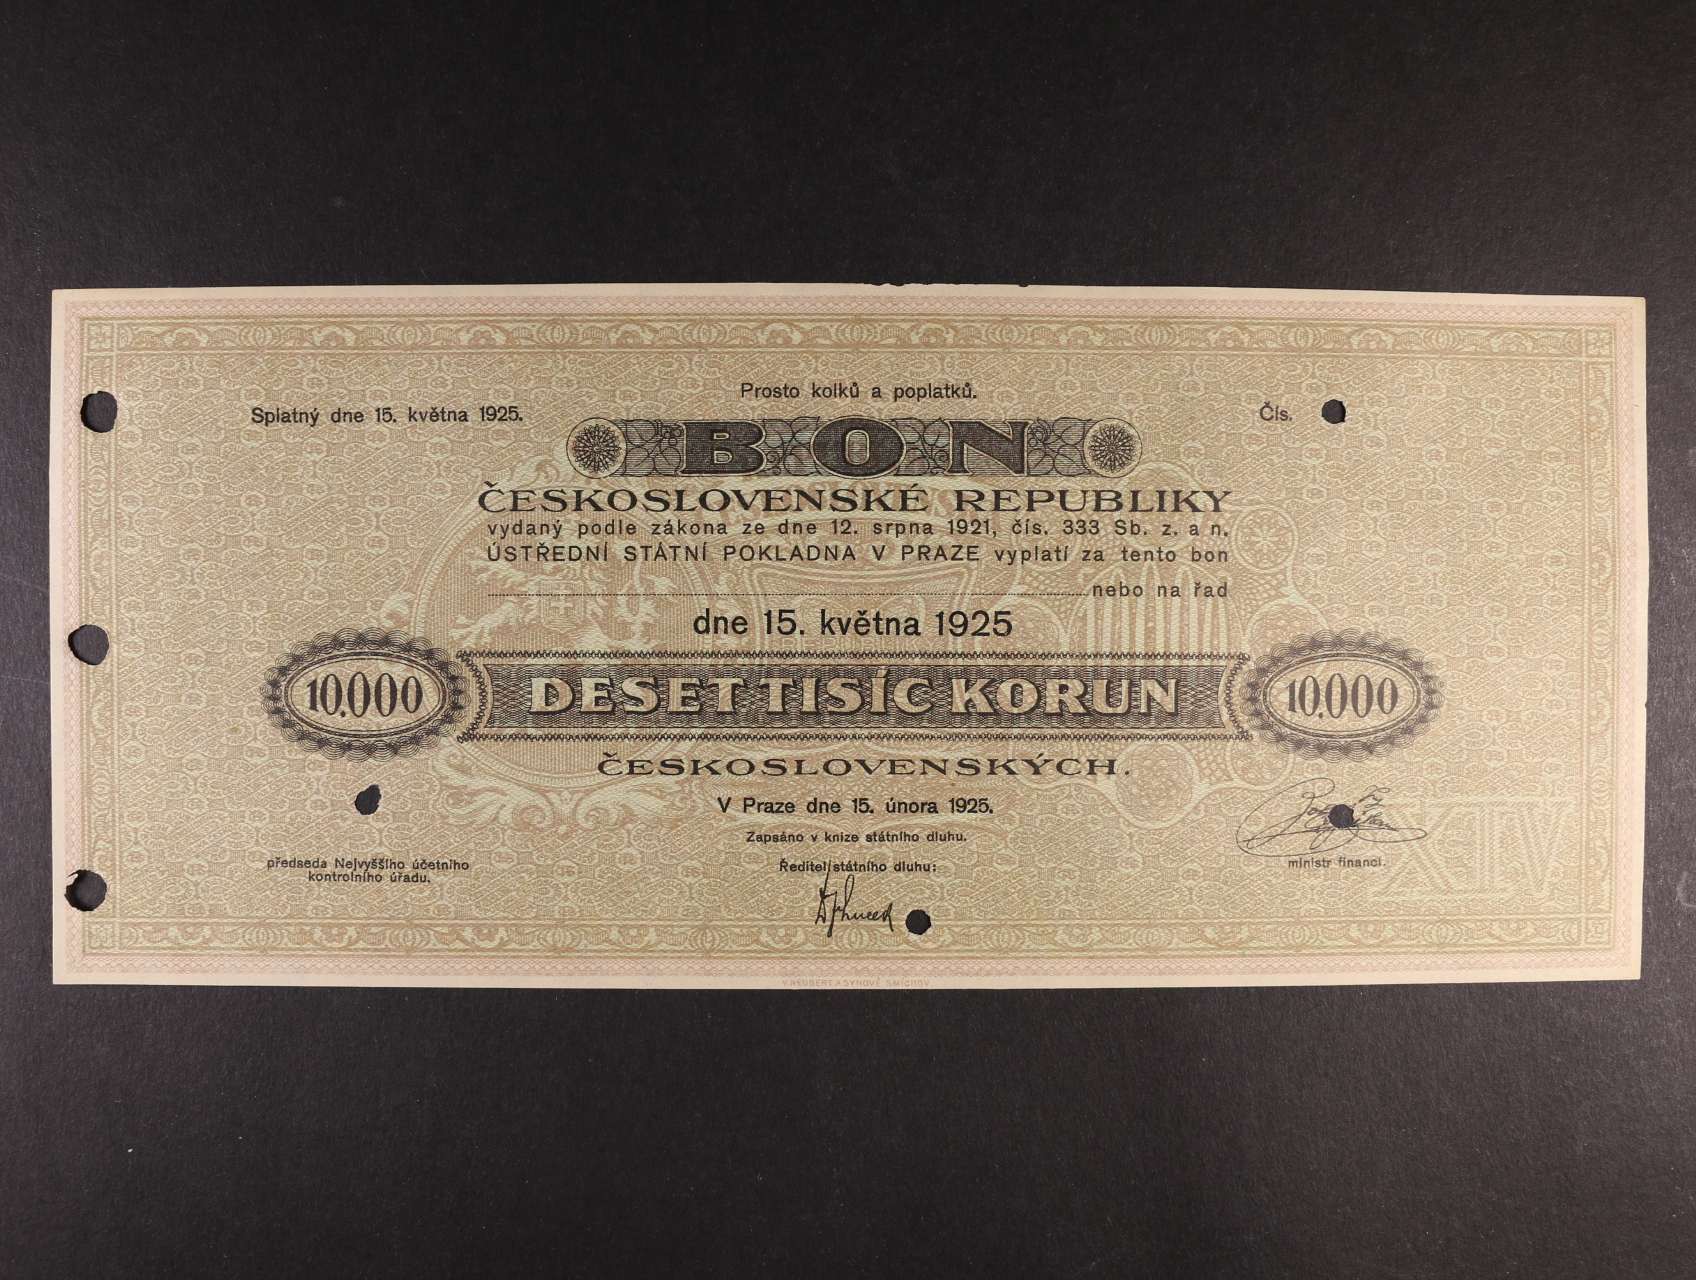 Prosto kolků a poplatků.
Splatný dne 15. května 1925.
Čís.
BON
ČESKOSLOVENSKÉ REPUBLIKY
vydaný podle zákona ze dne 12. srpna 1921, čís. 333 Sb. z. a n.
ÚSTŘEDNÍ STÁTNÍ POKLADNA V PRAZE vyplatí za tento bon
nebo na řad
dne 15. května 1925
10.000 DESET TISÍC KORUN 10.000
ČESKOSLOVENSKÝCH.
V Praze dne 15. února 1925.
Zapsáno v knize státního dluhu.
předseda Nejvyššího účetního
kontrolního úřadu.
Ředitel státního dluhu:
ministr financí.
V. NEUBERT A SYNOVÉ SMÍCHOV